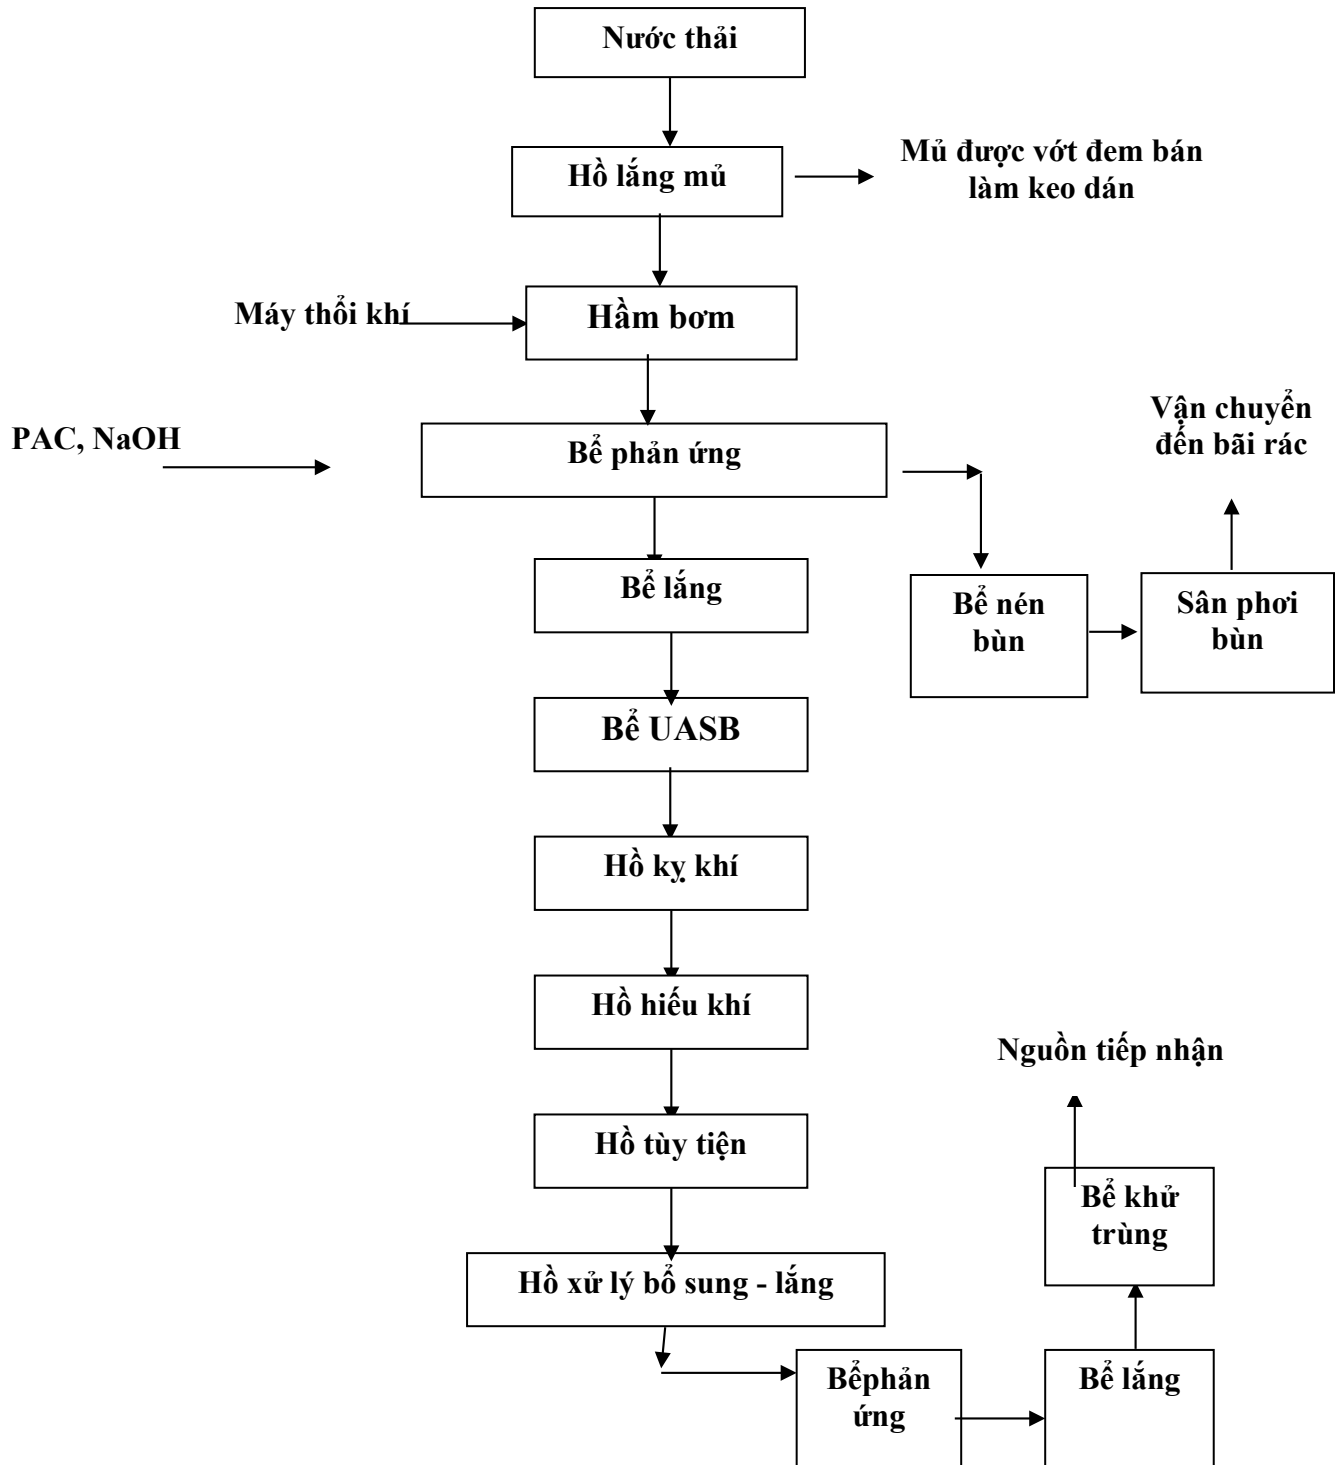 Nước thải
Hồ lắng mủ
Mủ được vớt đem bán
làm keo dán
Máy thổi khí
Hầm bơm
PAC, NaOH
Bể phản ứng
Vận chuyển
đến bãi rác
Bể lắng
Bể nén
bùn
Sân phơi
bùn
Bể UASB
Hồ kỵ khí
Hồ hiếu khí
Nguồn tiếp nhận
Hồ tùy tiện
Bể khử
trùng
Hồ xử lý bổ sung - lắng
Bểphản
ứng
Bể lắng